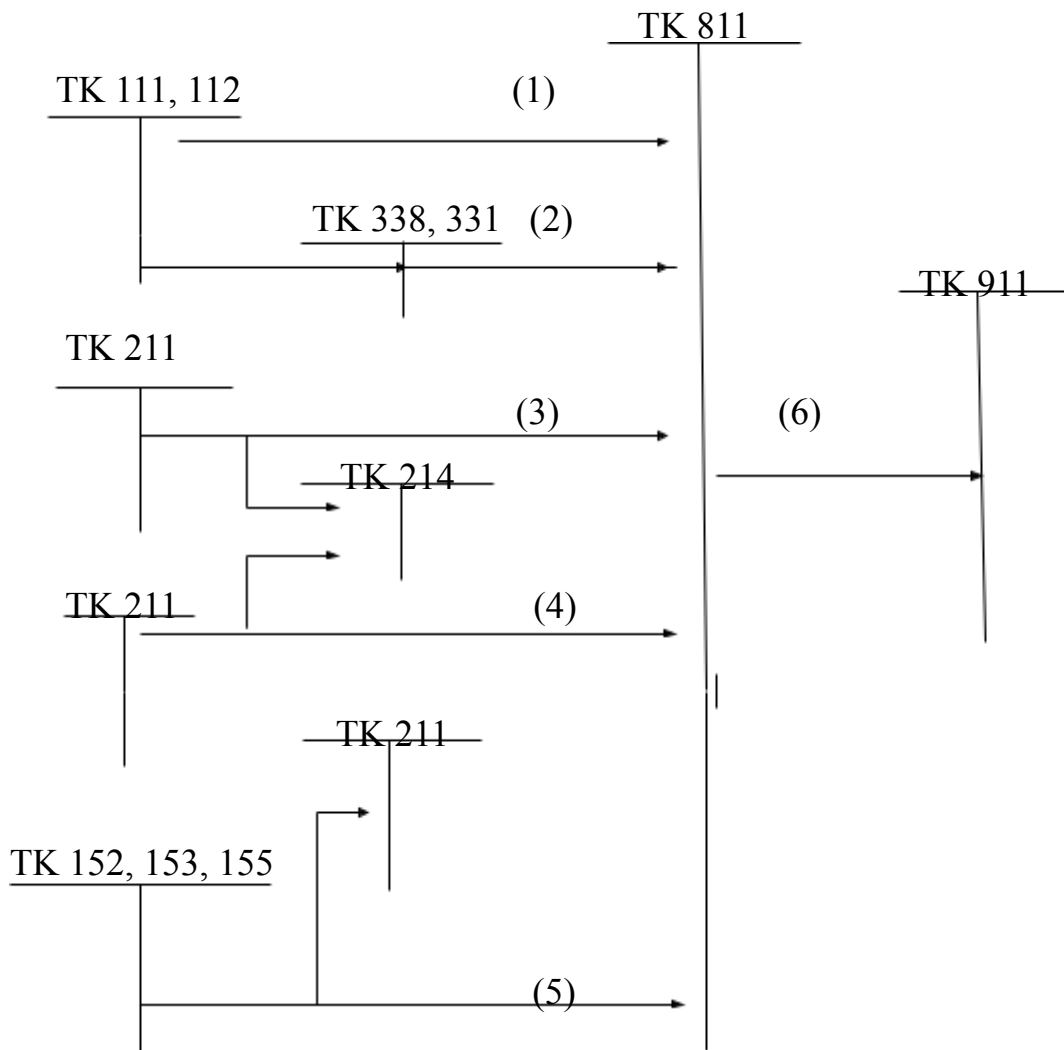 TK 811
TK 111, 112
(1)
TK 338, 331
(2)
TK 911
TK 211
(3)
(6)
TK 214
TK 211
(4)
TK 211
TK 152, 153, 155
(5)